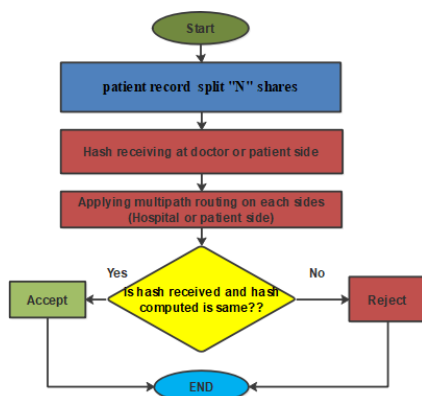 Start
patient record split "N" shares
Hash receiving at doctor or patient side
Applying multipath routing on each sides
(Hospital or patient side)
Yes
No
Accept
is hash received and hash
computed is same??
Reject
END